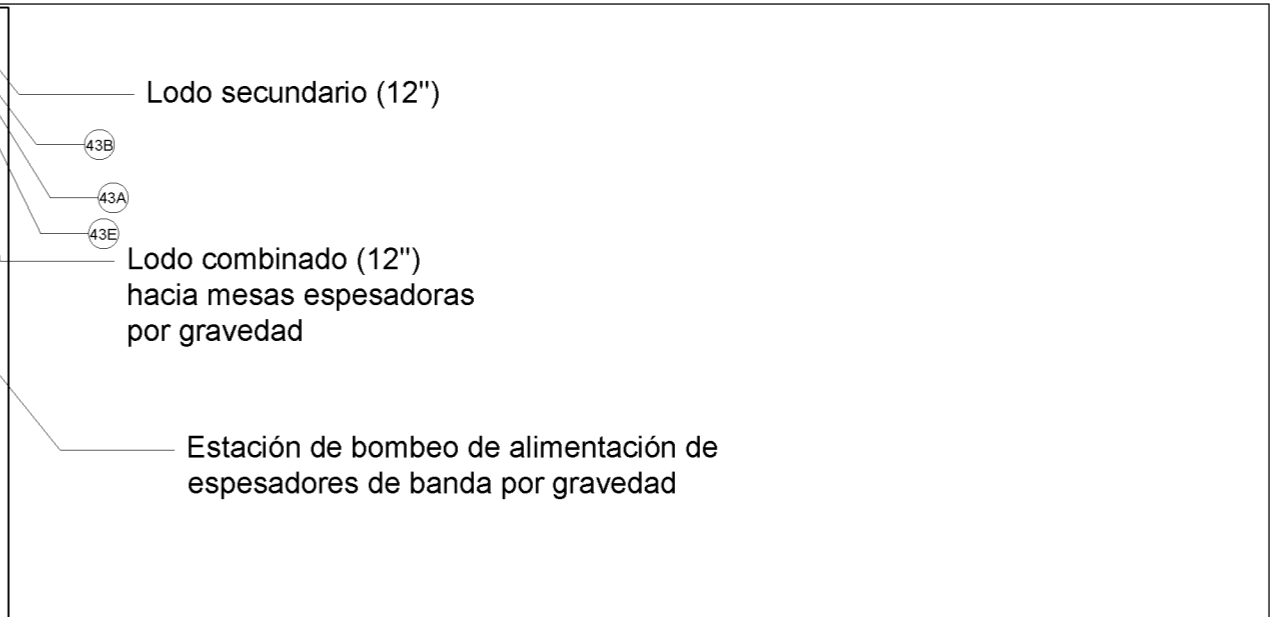 Lodo secundario (12")
43B
43A
43E
Lodo combinado (12")
hacia mesas espesadoras
por gravedad
Estación de bombeo de alimentación de
espesadores de banda por gravedad